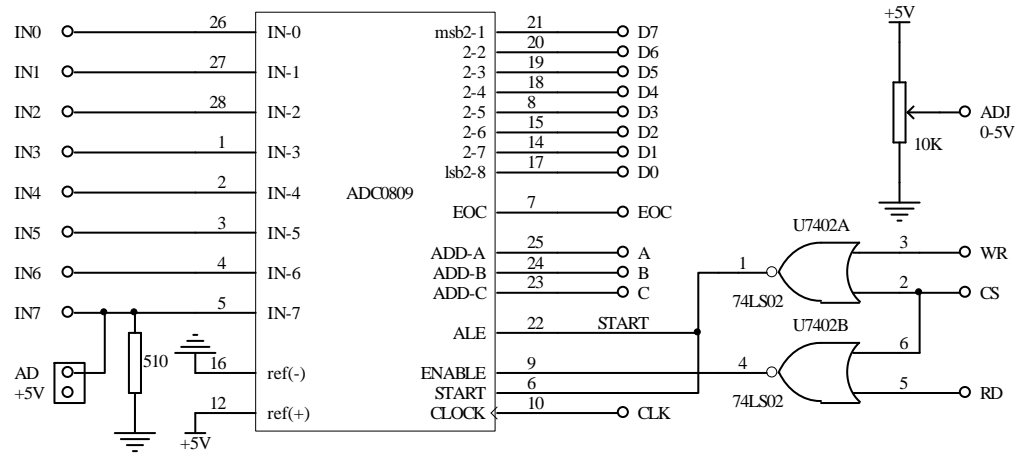 IN0 26 IN-0 msb2-1 21 D7 +5V
2-2 20 D6
IN1 27 IN-1 2-3 19 D5
2-4 18 D4
IN2 28 IN-2 2-5 8 D3 ADJ
2-6 15 D2 10K 0-5V
IN3 1 IN-3 2-7 14 D1
lsb2-8 17 D0
IN4 2 IN-4 ADC0809
EOC 7 EOC
IN5 3 IN-5 U7402A
ADD-A 25 A 3 WR
IN6 4 IN-6 ADD-B 24 B 1
ADD-C 23 C 2 CS
74LS02
IN7 5 IN-7
ALE 22 START U7402B
510 6
AD 16 ref(-) ENABLE 9 4
+5V START 6 5 RD
74LS02
12 ref(+) CLOCK 10 CLK
+5V